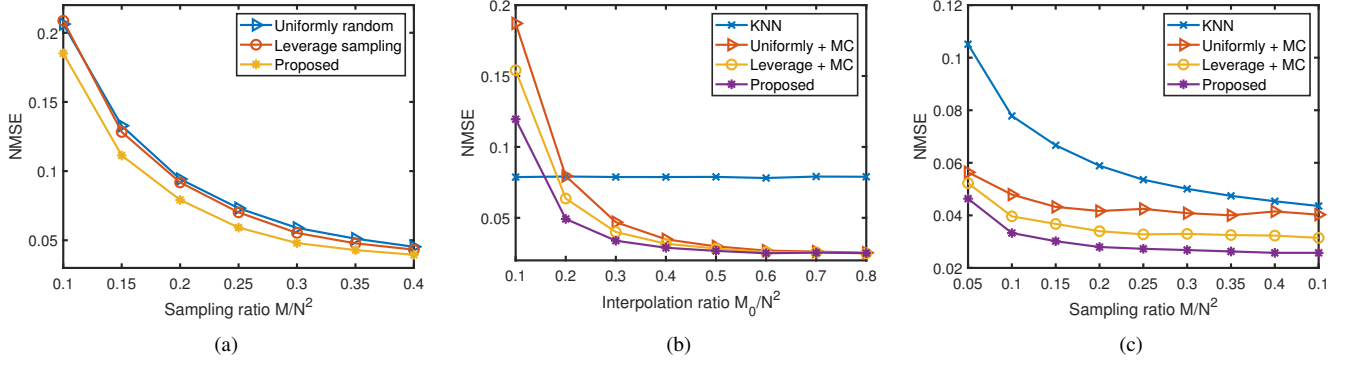 0.2
0.15
0.1
0.05
NMSE
0.1 0.15 0.2 0.25 0.3 0.35 0.4
Sampling ratio M/N²
Uniformly random
Leverage sampling
Proposed
(a)
0.2
0.15
0.1
0.05
NMSE
0.1 0.2 0.3 0.4 0.5 0.6 0.7 0.8
Interpolation ratio M₀/N²
KNN
Uniformly + MC
Leverage + MC
Proposed
(b)
0.12
0.1
0.08
0.06
0.04
0.02
NMSE
0.05 0.1 0.15 0.2 0.25 0.3 0.35 0.4 0.1
Sampling ratio M/N²
KNN
Uniformly + MC
Leverage + MC
Proposed
(c)